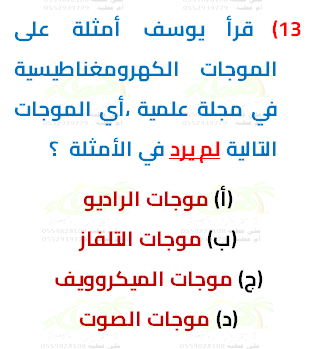 13) قرأ يوسف أمثلة على
الموجات الكهرومغناطيسية
في مجلة علمية ،أي الموجات
التالية لم يرد في الأمثلة ؟
(أ) موجات الراديو
(ب) موجات التلفاز
(ج) موجات الميكروويف
(د) موجات الصوت